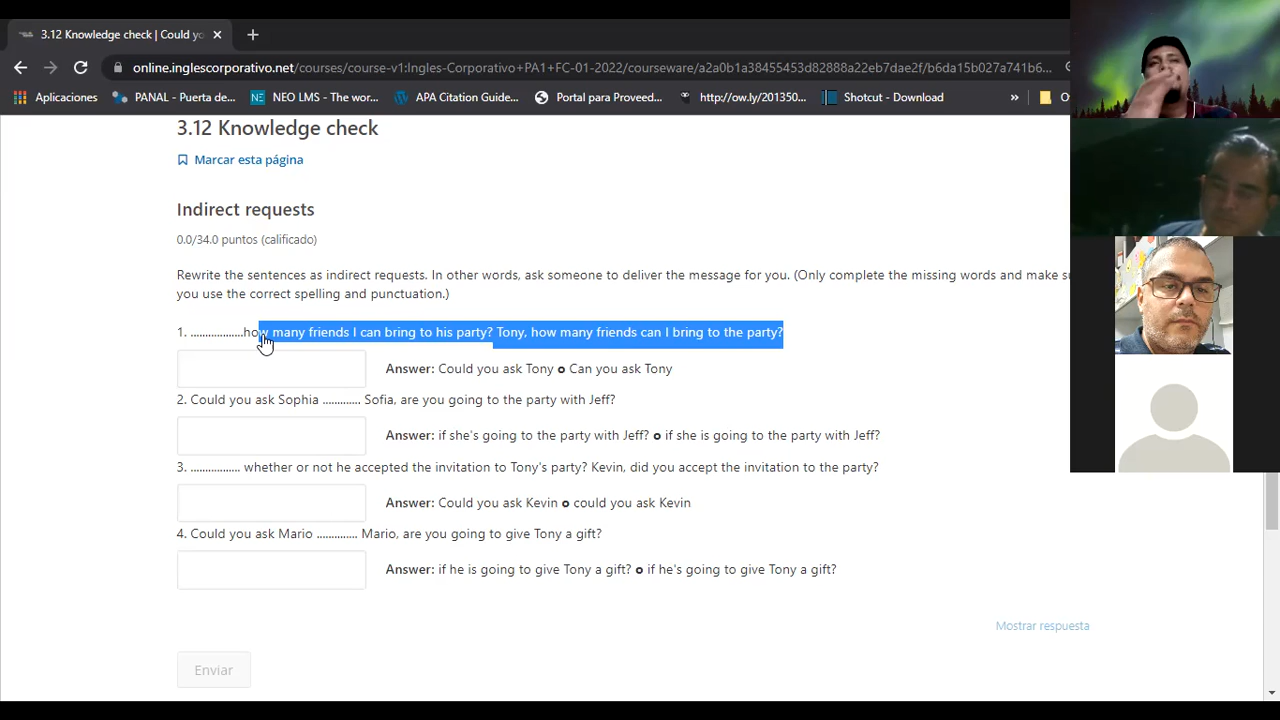 3.12 Knowledge check | Could yo
online.inglescorporativo.net/courses/course-v1:Ingles-Corporativo+PA1+FC-01-2022/courseware/a2a0b1a38455453d82888a22eb7dae2f/b6da15b027a741b6...
Aplicaciones PANAL - Puerta de... NEO LMS - The wor... APA Citation Guide... Portal para Proveed... http://ow.ly/201350... Shotcut - Download »
3.12 Knowledge check
Marcar esta página
Indirect requests
0.0/34.0 puntos (calificado)
Rewrite the sentences as indirect requests. In other words, ask someone to deliver the message for you. (Only complete the missing words and make su
you use the correct spelling and punctuation.)
1. ..................how many friends I can bring to his party? Tony, how many friends can I bring to the party?
Answer: Could you ask Tony o Can you ask Tony
2. Could you ask Sophia ............. Sofia, are you going to the party with Jeff?
Answer: if she's going to the party with Jeff? o if she is going to the party with Jeff?
3. ................. whether or not he accepted the invitation to Tony's party? Kevin, did you accept the invitation to the party?
Answer: Could you ask Kevin o could you ask Kevin
4. Could you ask Mario .............. Mario, are you going to give Tony a gift?
Answer: if he is going to give Tony a gift? o if he's going to give Tony a gift?
Mostrar respuesta
Enviar